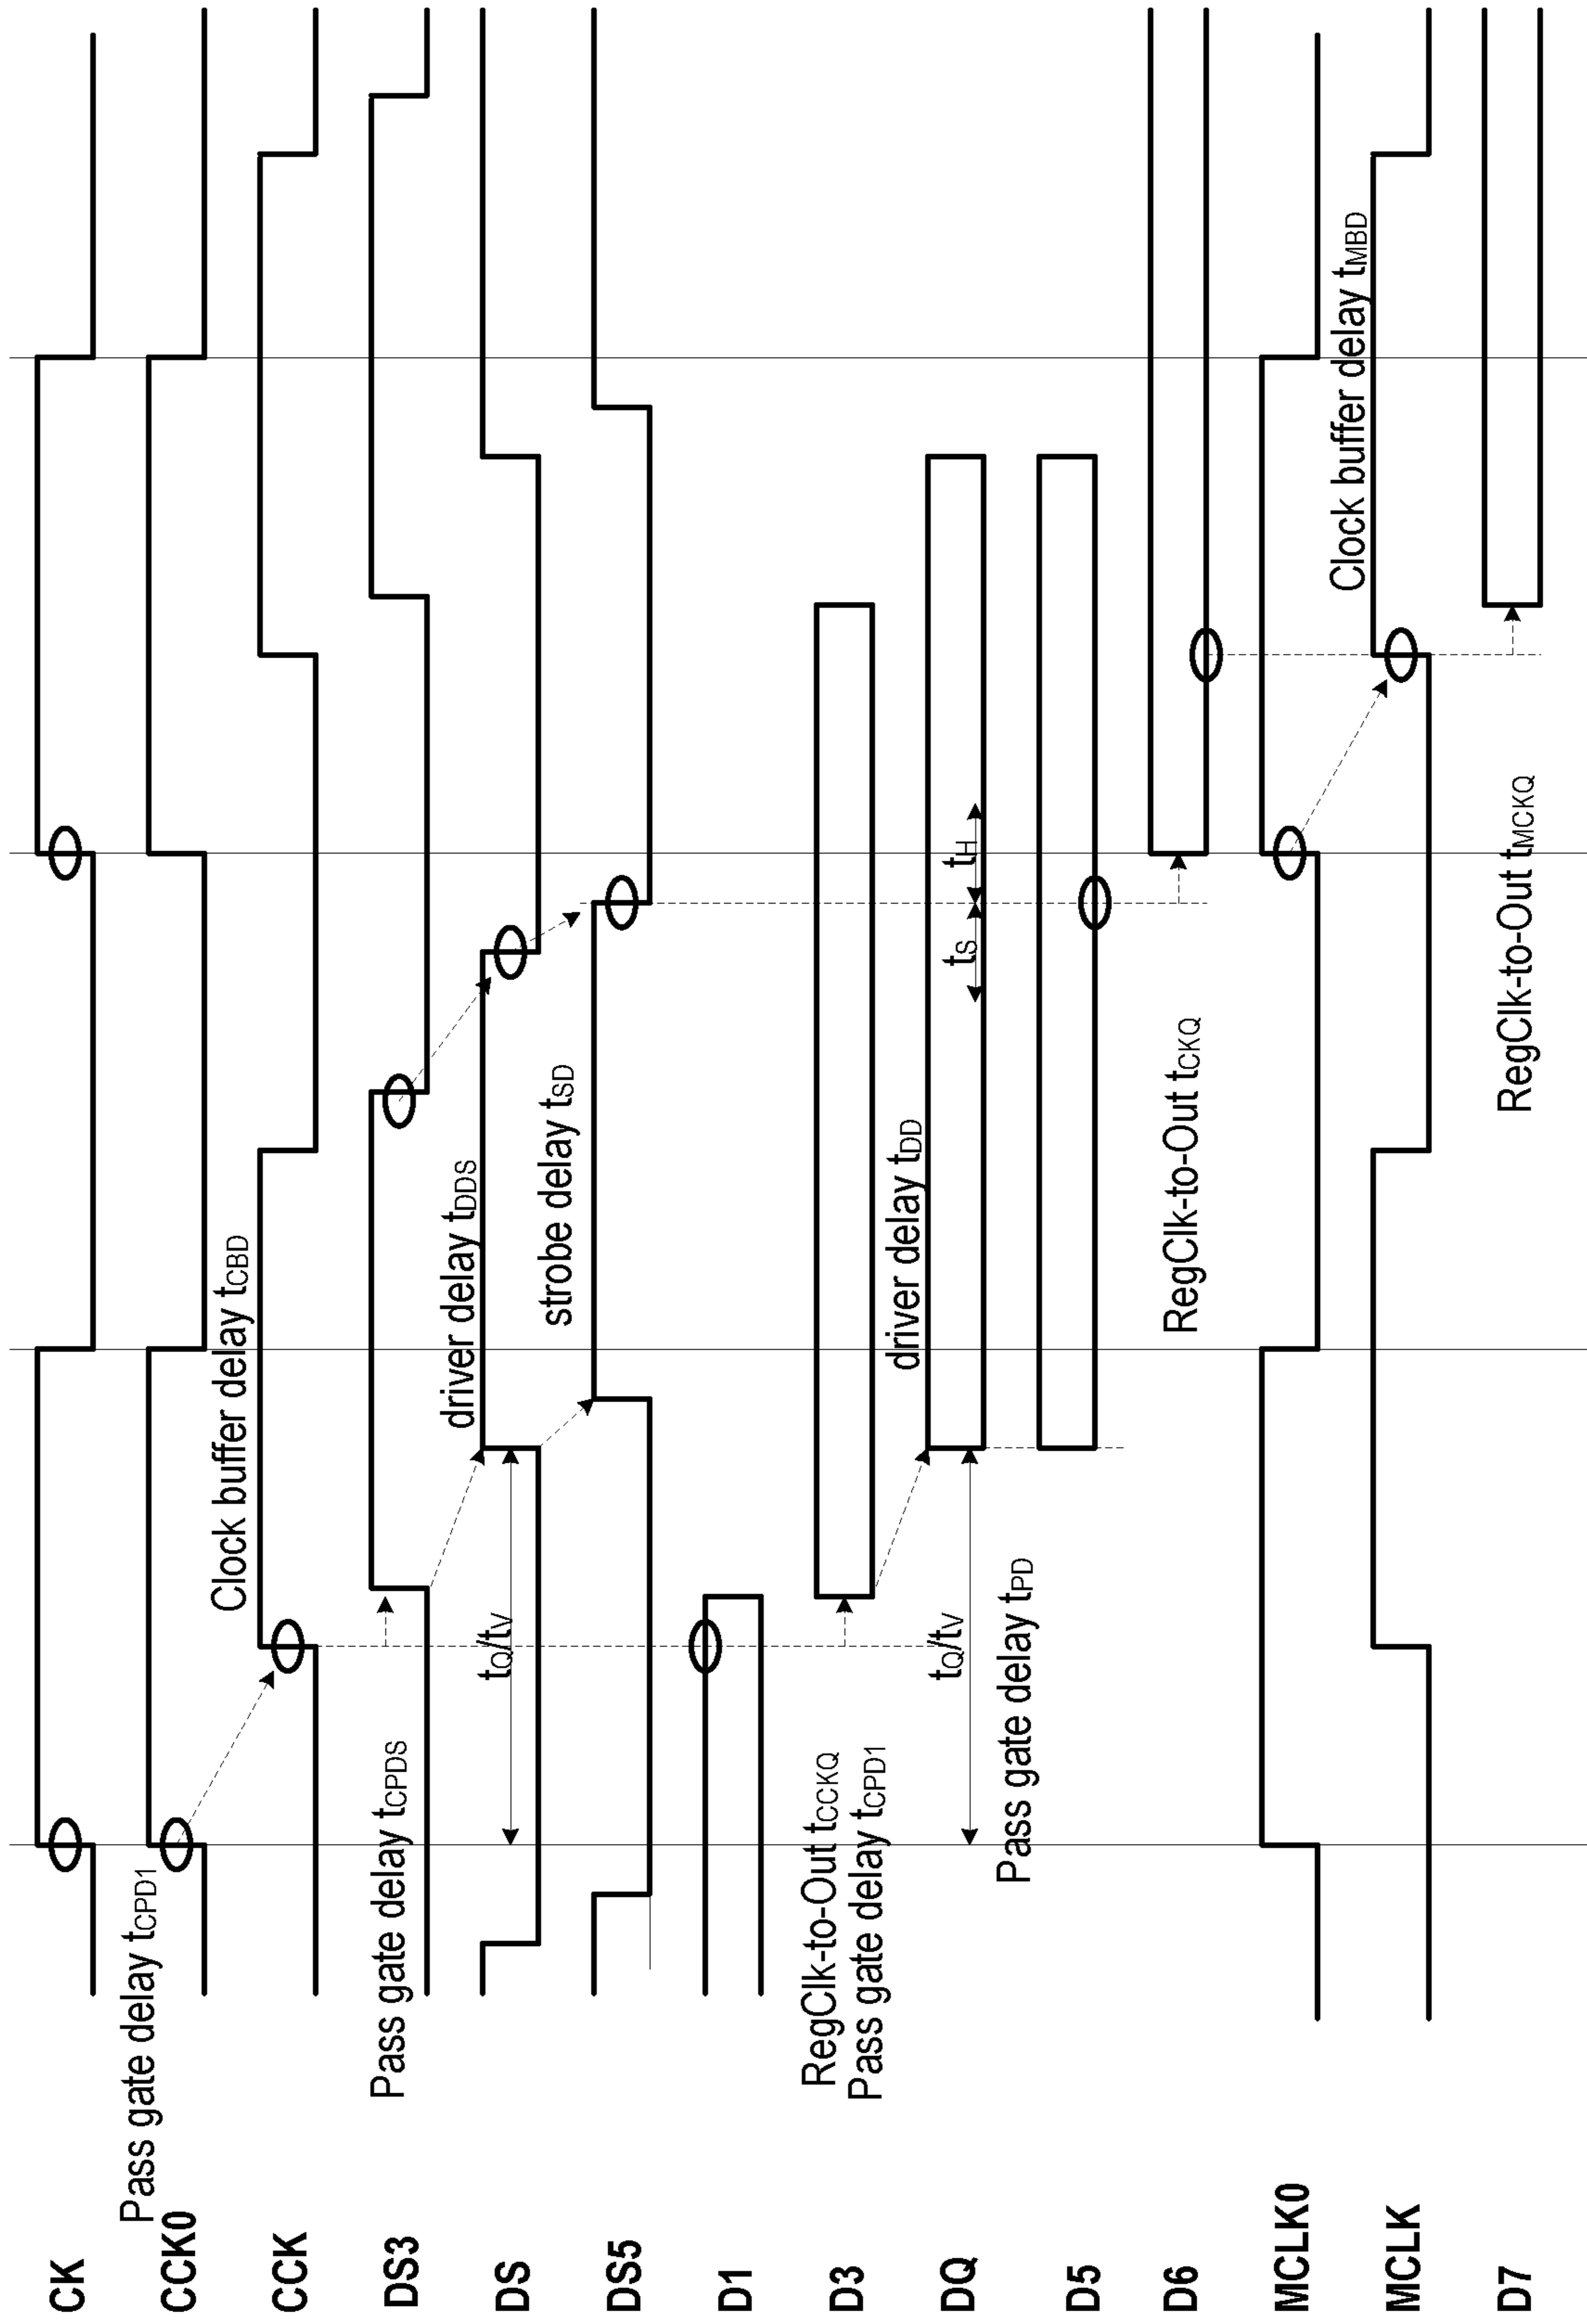 CK
Pass gate delay tCPD1
CCK0
Clock buffer delay tCBD
CCK
Pass gate delay tCPDS
DS3
driver delay tDDS
tQ/tV
DS
strobe delay tSD
DS5
D1
RegClk-to-Out tCCKQ
Pass gate delay tCPD1
D3
driver delay tDD
tQ/tV
tS
tH
DQ
Pass gate delay tPD
D5
RegClk-to-Out tCKQ
D6
MCLK0
Clock buffer delay tMBD
MCLK
RegClk-to-Out tMCKQ
D7